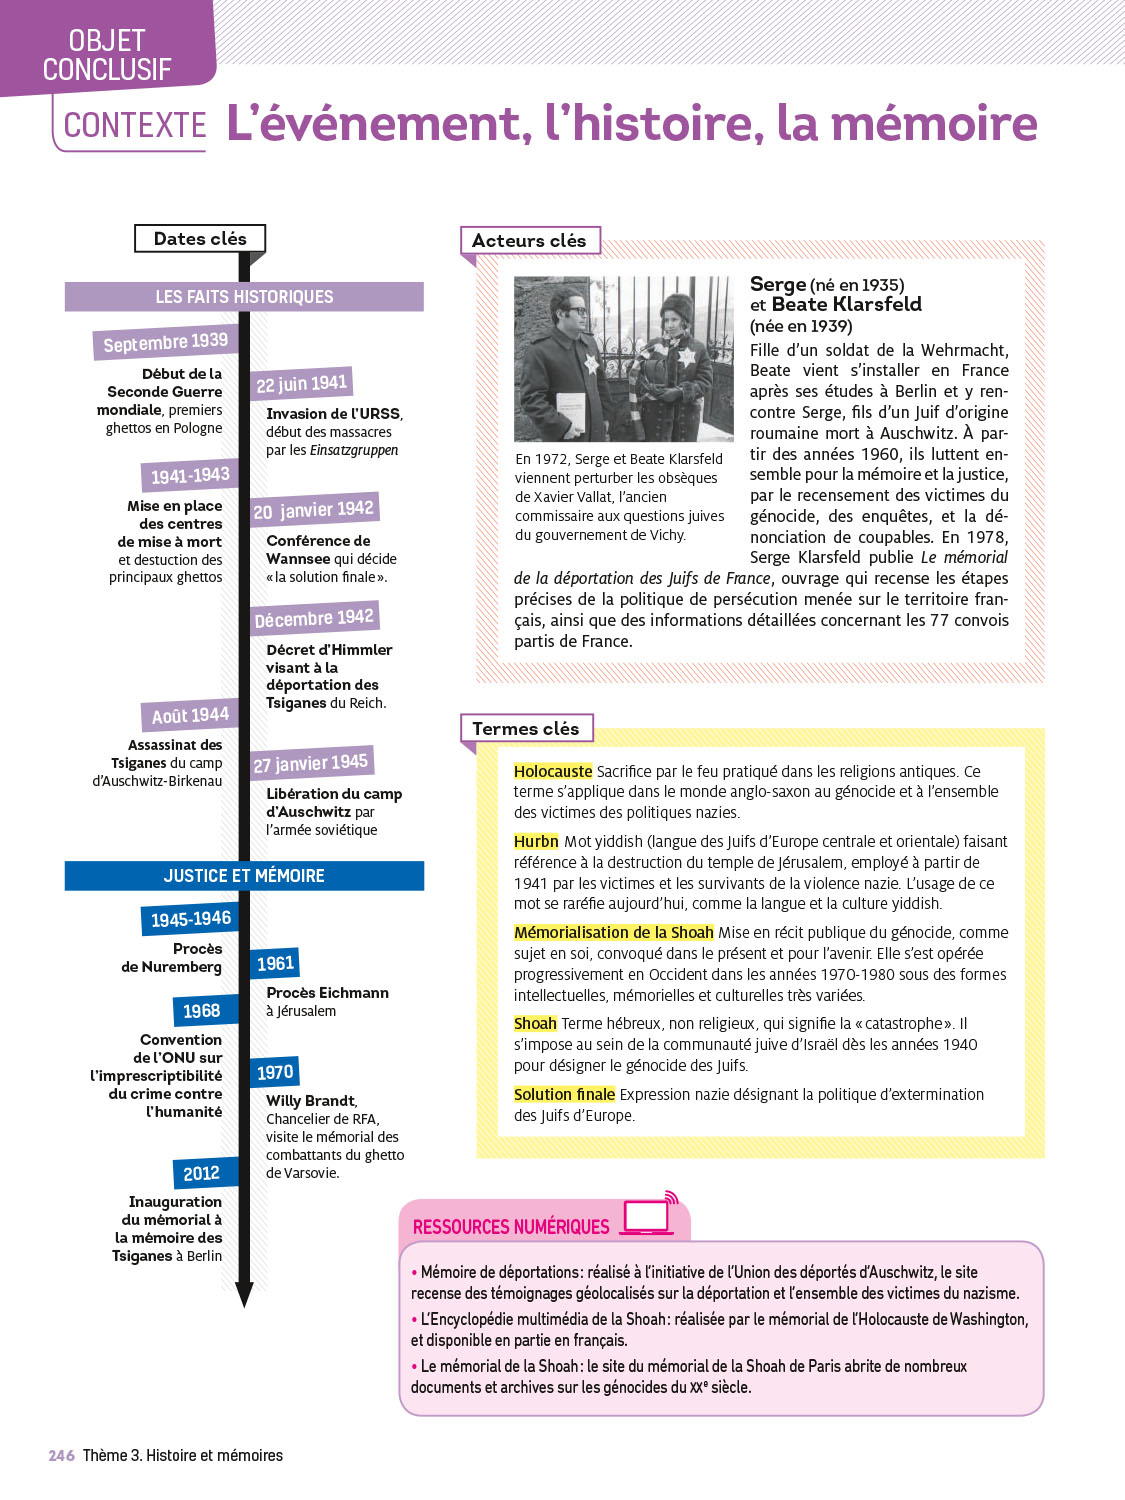 OBJET
CONCLUSIF
CONTEXTE L'événement, l'histoire, la mémoire
Dates clés
LES FAITS HISTORIQUES
Septembre 1939
Début de la
Seconde Guerre
mondiale, premiers
ghettos en Pologne
22 juin 1941
Invasion de l'URSS,
début des massacres
par les Einsatzgruppen
1941-1943
Mise en place
des centres
de mise à mort
et destuction des
principaux ghettos
20 janvier 1942
Conférence de
Wannsee qui décide
« la solution finale ».
Décembre 1942
Décret d'Himmler
visant à la
déportation des
Tsiganes du Reich.
Août 1944
Assassinat des
Tsiganes du camp
d'Auschwitz-Birkenau
27 janvier 1945
Libération du camp
d'Auschwitz par
l'armée soviétique
JUSTICE ET MÉMOIRE
1945-1946
Procès
de Nuremberg
1961
Procès Eichmann
à Jérusalem
1968
Convention
de l'ONU sur
l'imprescriptibilité
du crime contre
l'humanité
1970
Willy Brandt,
Chancelier de RFA,
visite le mémorial des
combattants du ghetto
de Varsovie.
2012
Inauguration
du mémorial à
la mémoire des
Tsiganes à Berlin
Acteurs clés
En 1972, Serge et Beate Klarsfeld
viennent perturber les obsèques
de Xavier Vallat, l'ancien
commissaire aux questions juives
du gouvernement de Vichy.
Serge (né en 1935)
et Beate Klarsfeld
(née en 1939)
Fille d'un soldat de la Wehrmacht,
Beate vient s'installer en France
après ses études à Berlin et y ren-
contre Serge, fils d'un Juif d'origine
roumaine mort à Auschwitz. À par-
tir des années 1960, ils luttent en-
semble pour la mémoire et la justice,
par le recensement des victimes du
génocide, des enquêtes, et la dé-
nonciation de coupables. En 1978,
Serge Klarsfeld publie Le mémorial
de la déportation des Juifs de France, ouvrage qui recense les étapes
précises de la politique de persécution menée sur le territoire fran-
çais, ainsi que des informations détaillées concernant les 77 convois
partis de France.
Termes clés
Holocauste Sacrifice par le feu pratiqué dans les religions antiques. Ce
terme s'applique dans le monde anglo-saxon au génocide et à l'ensemble
des victimes des politiques nazies.
Hurbn Mot yiddish (langue des Juifs d'Europe centrale et orientale) faisant
référence à la destruction du temple de Jérusalem, employé à partir de
1941 par les victimes et les survivants de la violence nazie. L'usage de ce
mot se raréfie aujourd'hui, comme la langue et la culture yiddish.
Mémorialisation de la Shoah Mise en récit publique du génocide, comme
sujet en soi, convoqué dans le présent et pour l'avenir. Elle s'est opérée
progressivement en Occident dans les années 1970-1980 sous des formes
intellectuelles, mémorielles et culturelles très variées.
Shoah Terme hébreux, non religieux, qui signifie la « catastrophe ». Il
s'impose au sein de la communauté juive d'Israël dès les années 1940
pour désigner le génocide des Juifs.
Solution finale Expression nazie désignant la politique d'extermination
des Juifs d'Europe.
RESSOURCES NUMÉRIQUES
• Mémoire de déportations : réalisé à l'initiative de l'Union des déportés d'Auschwitz, le site
recense des témoignages géolocalisés sur la déportation et l'ensemble des victimes du nazisme.
• L'Encyclopédie multimédia de la Shoah : réalisée par le mémorial de l'Holocauste de Washington,
et disponible en partie en français.
• Le mémorial de la Shoah : le site du mémorial de la Shoah de Paris abrite de nombreux
documents et archives sur les génocides du XXe siècle.
246 Thème 3. Histoire et mémoires